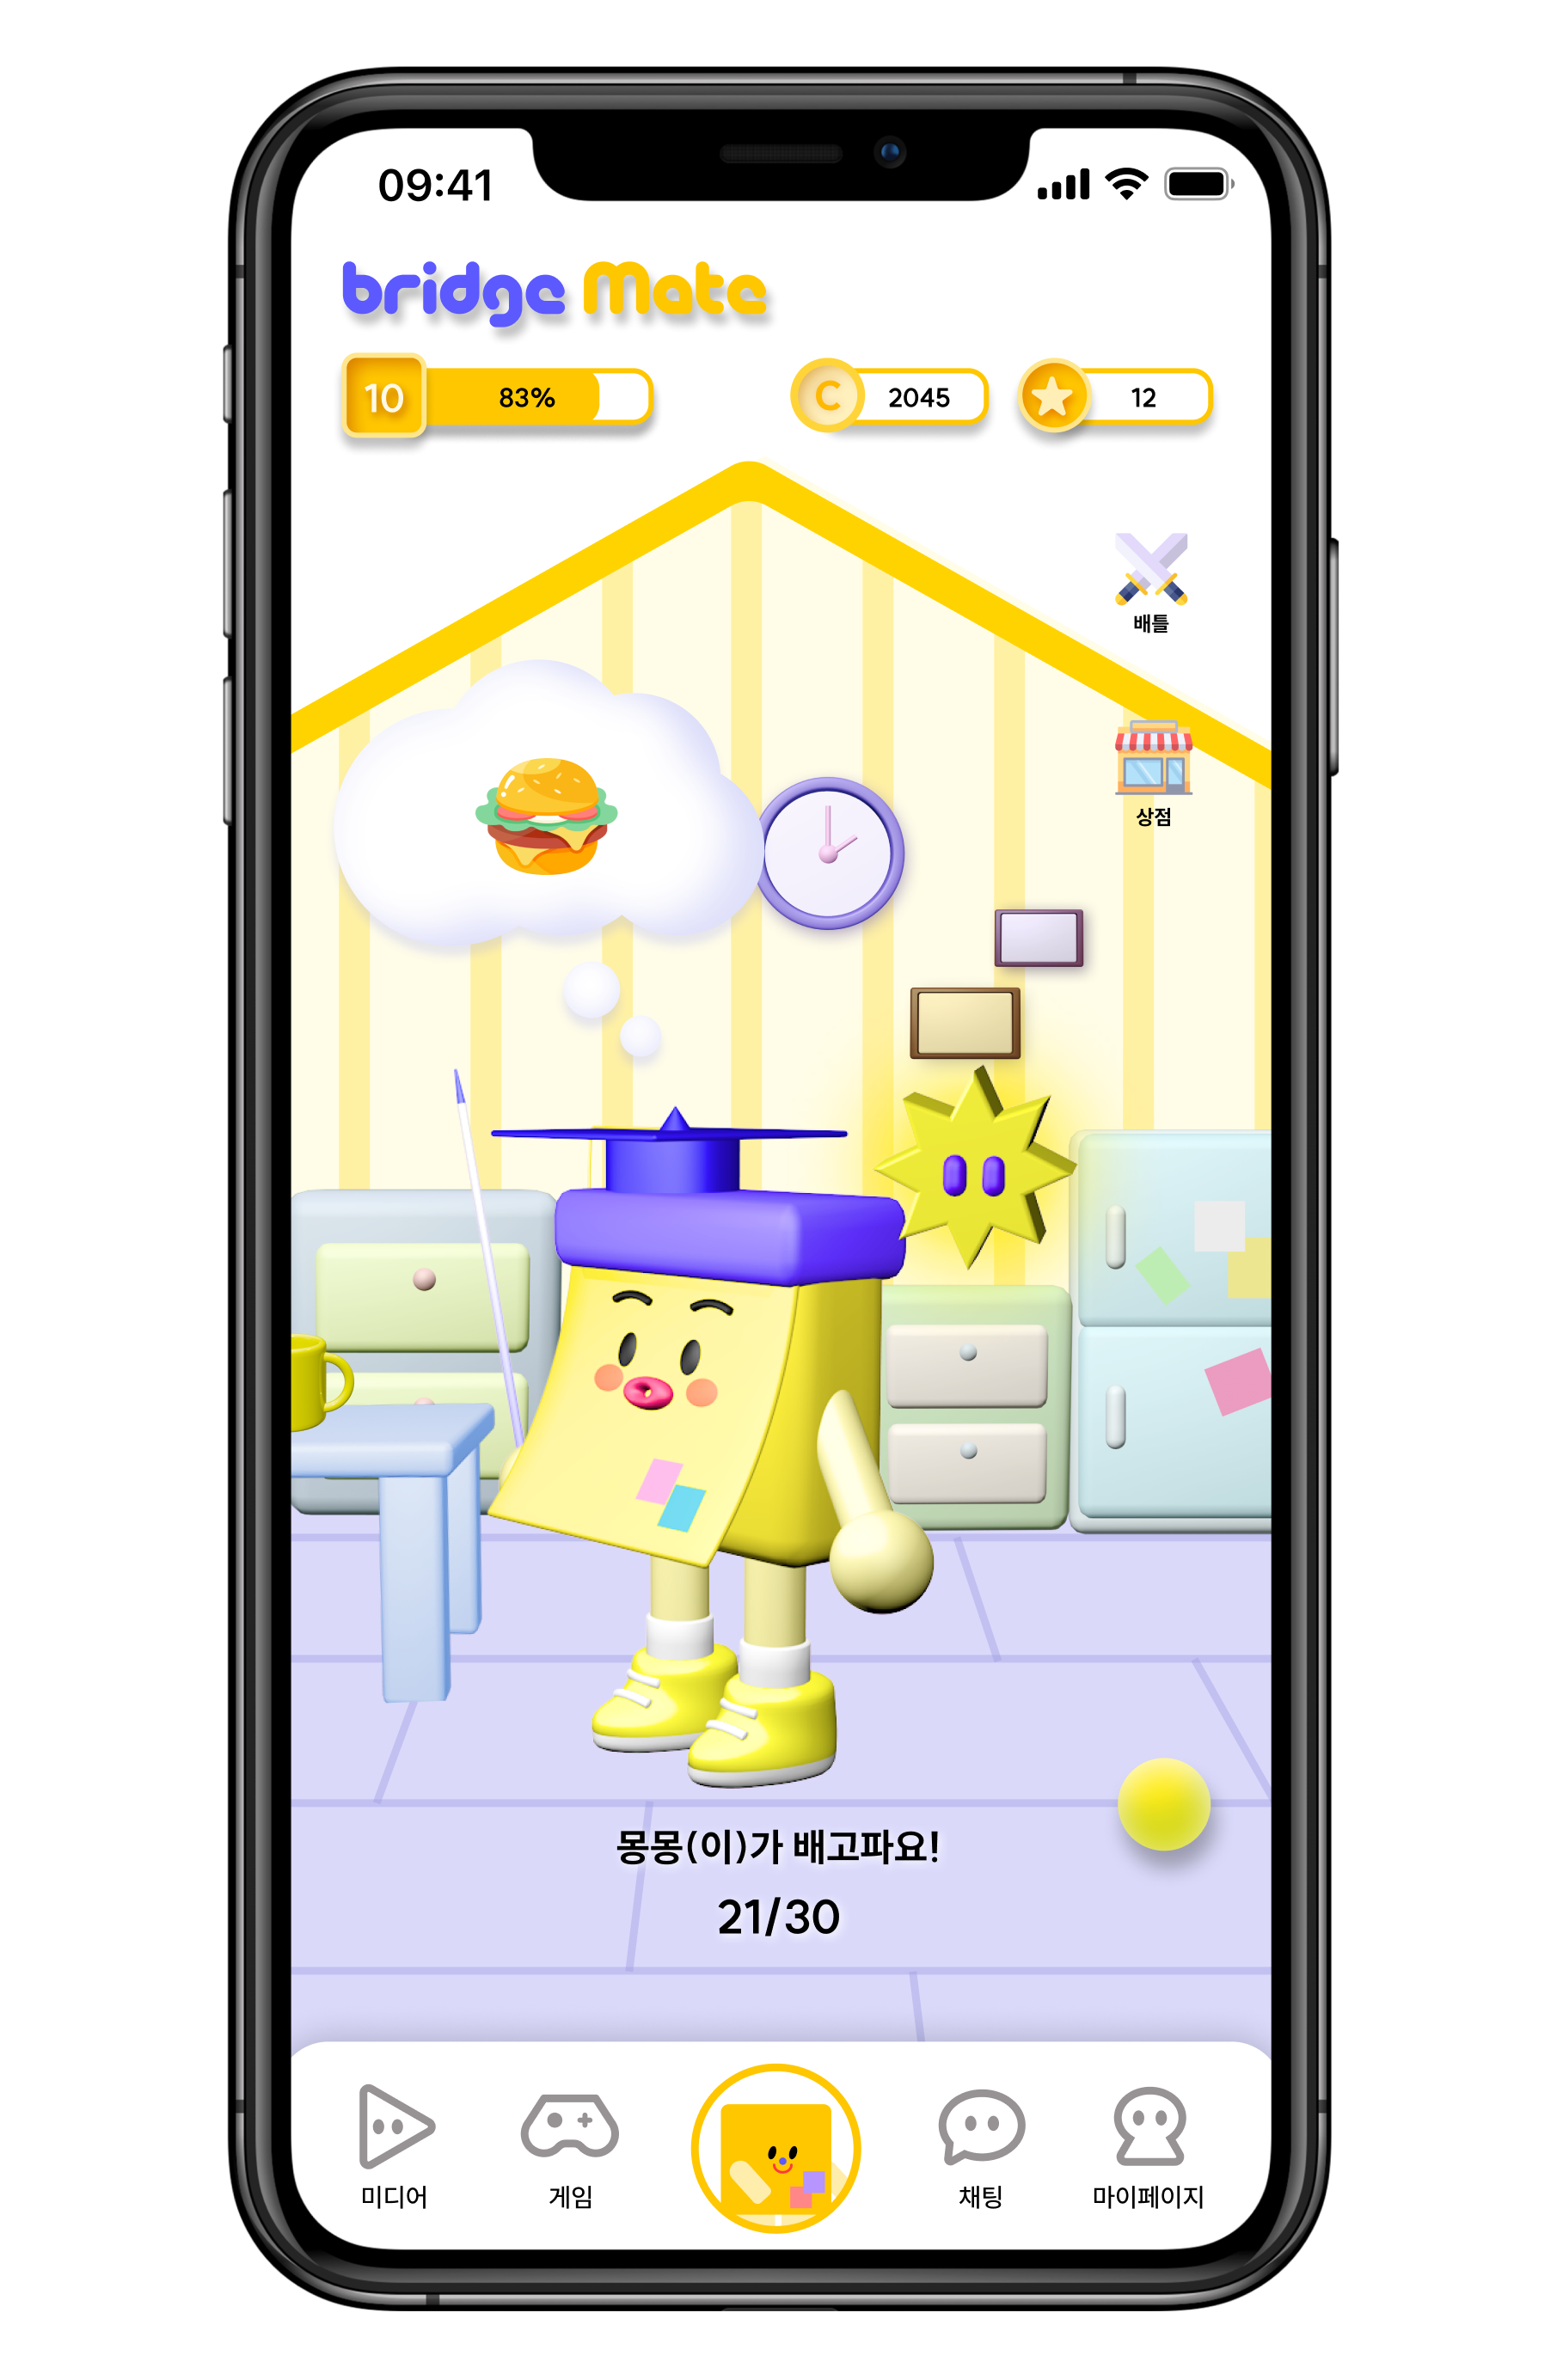 09:41
bridge Mate
10 83% C 2045 12
배틀
상점
몽몽(이)가 배고파요!
21/30
미디어 게임 채팅 마이페이지